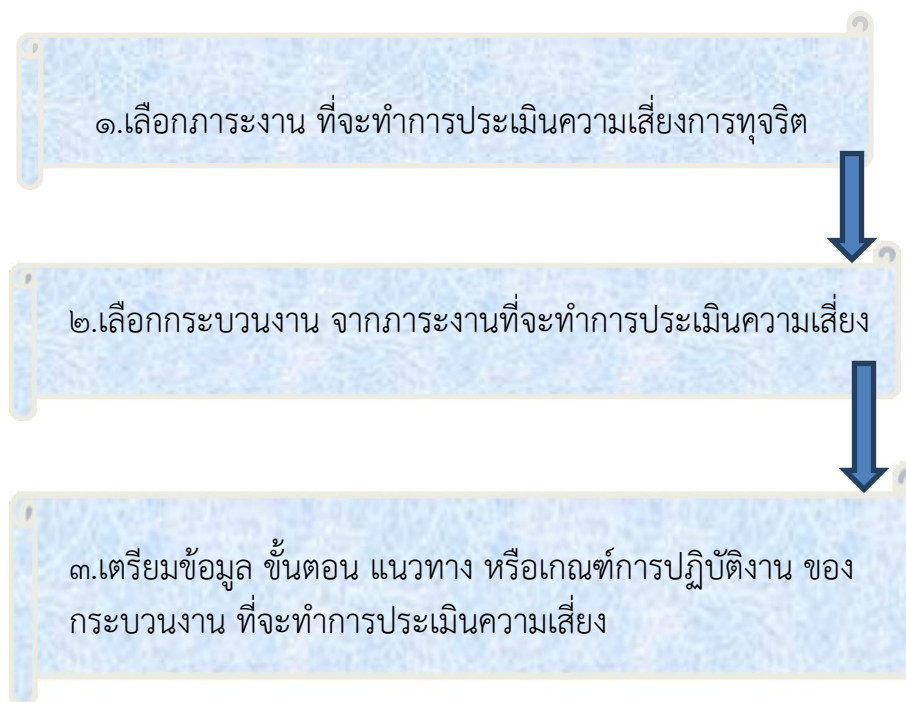 ๑.เลือกภาระงาน ที่จะทำการประเมินความเสี่ยงการทุจริต
๒.เลือกกระบวนงาน จากภาระงานที่จะทำการประเมินความเสี่ยง
๓.เตรียมข้อมูล ขั้นตอน แนวทาง หรือเกณฑ์การปฏิบัติงาน ของ
กระบวนงาน ที่จะทำการประเมินความเสี่ยง